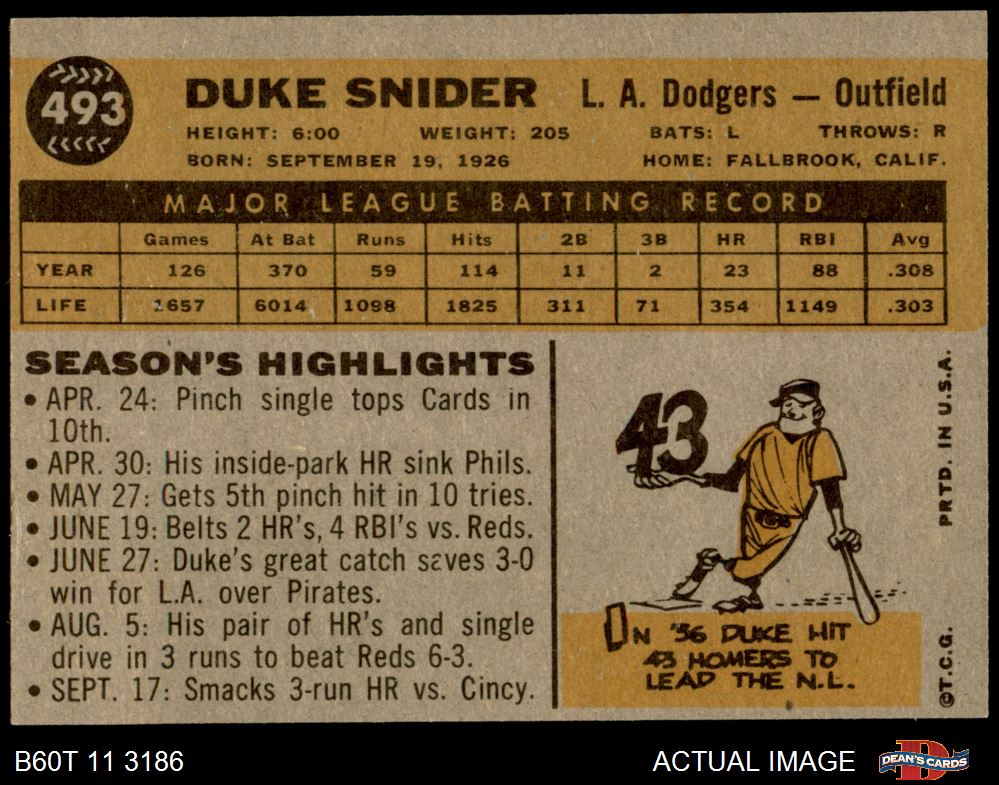 493
DUKE SNIDER L. A. Dodgers — Outfield
HEIGHT: 6:00 WEIGHT: 205 BATS: L THROWS: R
BORN: SEPTEMBER 19, 1926 HOME: FALLBROOK, CALIF.
MAJOR LEAGUE BATTING RECORD
Games At Bat Runs Hits 2B 3B HR RBI Avg
YEAR 126 370 59 114 11 2 23 88 .308
LIFE 1657 6014 1098 1825 311 71 354 1149 .303
SEASON'S HIGHLIGHTS
• APR. 24: Pinch single tops Cards in
10th.
• APR. 30: His inside-park HR sink Phils.
• MAY 27: Gets 5th pinch hit in 10 tries.
• JUNE 19: Belts 2 HR's, 4 RBI's vs. Reds.
• JUNE 27: Duke's great catch saves 3-0
win for L.A. over Pirates.
• AUG. 5: His pair of HR's and single
drive in 3 runs to beat Reds 6-3.
• SEPT. 17: Smacks 3-run HR vs. Cincy.
43
IN '56 DUKE HIT
43 HOMERS TO
LEAD THE N.L.
PRTD. IN U.S.A.
©T.C.G.
B60T 11 3186 ACTUAL IMAGE DEAN'S CARDS